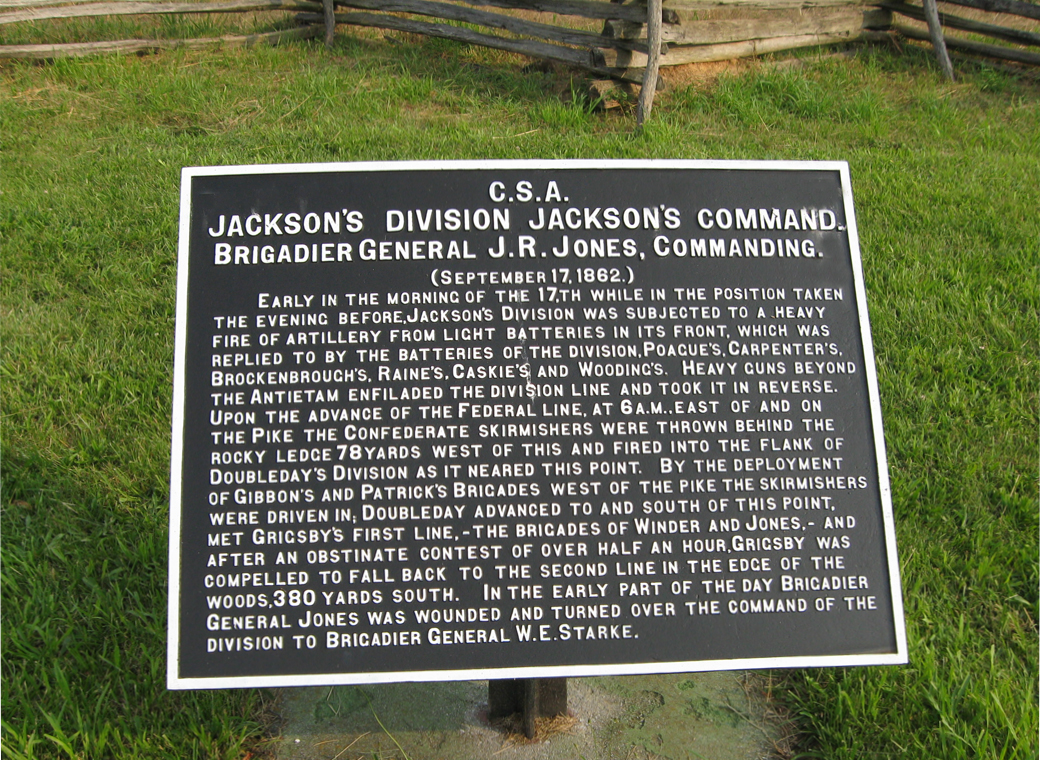 C.S.A.
JACKSON'S DIVISION JACKSON'S COMMAND.
BRIGADIER GENERAL J.R. JONES, COMMANDING.
(SEPTEMBER 17, 1862.)
EARLY IN THE MORNING OF THE 17.TH WHILE IN THE POSITION TAKEN
THE EVENING BEFORE, JACKSON'S DIVISION WAS SUBJECTED TO A HEAVY
FIRE OF ARTILLERY FROM LIGHT BATTERIES IN ITS FRONT, WHICH WAS
REPLIED TO BY THE BATTERIES OF THE DIVISION, POAGUE'S, CARPENTER'S,
BROCKENBROUGH'S, RAINE'S, CASKIE'S AND WOODING'S. HEAVY GUNS BEYOND
THE ANTIETAM ENFILADED THE DIVISION LINE AND TOOK IT IN REVERSE.
UPON THE ADVANCE OF THE FEDERAL LINE, AT 6 A.M.. EAST OF AND ON
THE PIKE THE CONFEDERATE SKIRMISHERS WERE THROWN BEHIND THE
ROCKY LEDGE 78 YARDS WEST OF THIS AND FIRED INTO THE FLANK OF
DOUBLEDAY'S DIVISION AS IT NEARED THIS POINT. BY THE DEPLOYMENT
OF GIBBON'S AND PATRICK'S BRIGADES WEST OF THE PIKE THE SKIRMISHERS
WERE DRIVEN IN; DOUBLEDAY ADVANCED TO AND SOUTH OF THIS POINT,
MET GRIGSBY'S FIRST LINE, -THE BRIGADES OF WINDER AND JONES,- AND
AFTER AN OBSTINATE CONTEST OF OVER HALF AN HOUR, GRIGSBY WAS
COMPELLED TO FALL BACK TO THE SECOND LINE IN THE EDGE OF THE
WOODS, 380 YARDS SOUTH. IN THE EARLY PART OF THE DAY BRIGADIER
GENERAL JONES WAS WOUNDED AND TURNED OVER THE COMMAND OF THE
DIVISION TO BRIGADIER GENERAL W.E. STARKE.